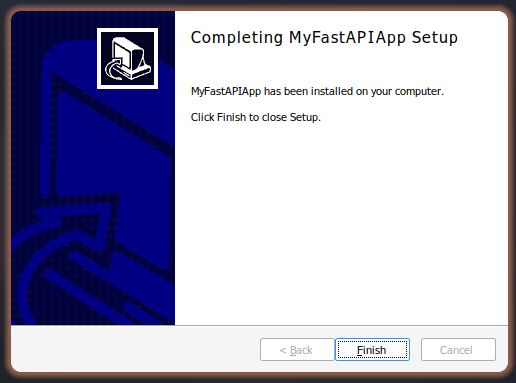 Completing MyFastAPIApp Setup
MyFastAPIApp has been installed on your computer.
Click Finish to close Setup.
< Back
Finish
Cancel